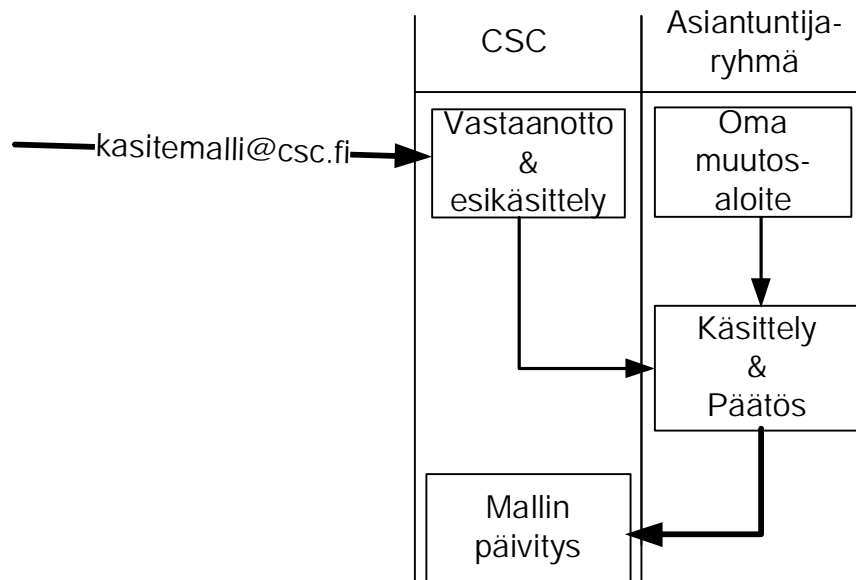 CSC
Asiantuntija-
ryhmä
kasitemalli@csc.fi
Vastaanotto
&
esikäsittely
Oma
muutos-
aloite
Käsittely
&
Päätös
Mallin
päivitys